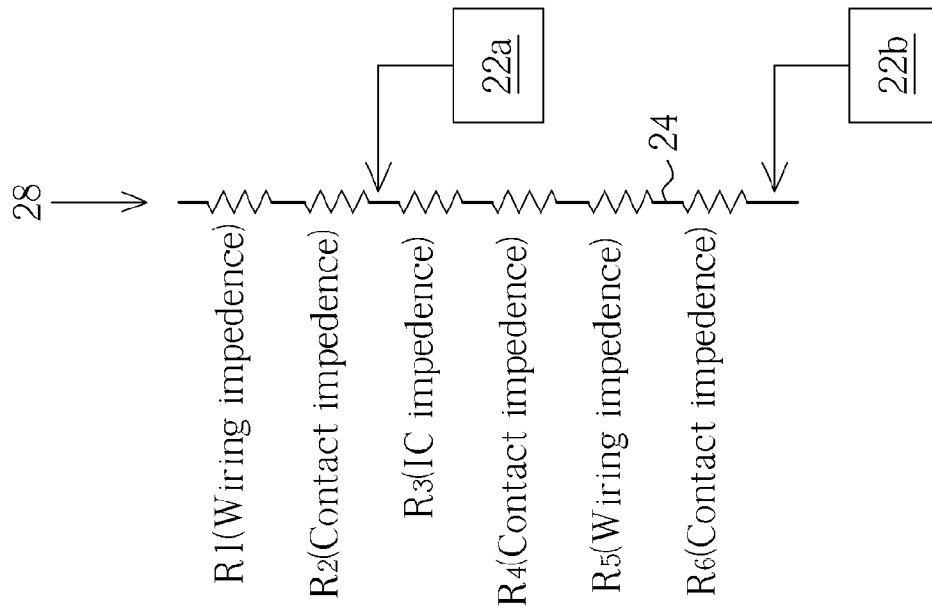 28
R1(Wiring impedence)
R2(Contact impedence)
22a
R3(IC impedence)
R4(Contact impedence)
24
R5(Wiring impedence)
R6(Contact impedence)
22b